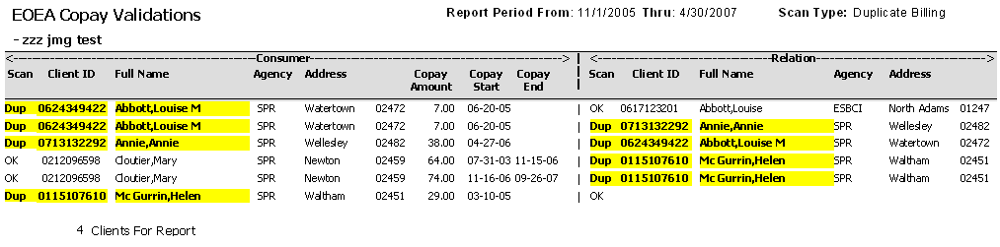 EOEA Copay Validations Report Period From: 11/1/2005 Thru: 4/30/2007 Scan Type: Duplicate Billing
- zzz jmg test
<------Consumer------> | <------Relation------>
Scan Client ID Full Name Agency Address Copay Copay Copay | Scan Client ID Full Name Agency Address
Amount Start End
Dup 0624349422 Abbott,Louise M SPR Watertown 02472 7.00 06-20-05 | OK 0617123201 Abbott,Louise ESBCI North Adams 01247
Dup 0624349422 Abbott,Louise M SPR Watertown 02472 7.00 06-20-05 | Dup 0713132292 Annie,Annie SPR Wellesley 02482
Dup 0713132292 Annie,Annie SPR Wellesley 02482 38.00 04-27-06 | Dup 0624349422 Abbott,Louise M SPR Watertown 02472
OK 0212096598 Cloutier,Mary SPR Newton 02459 64.00 07-31-03 11-15-06 | Dup 0115107610 Mc Gurrin,Helen SPR Waltham 02451
OK 0212096598 Cloutier,Mary SPR Newton 02459 74.00 11-16-06 09-26-07 | Dup 0115107610 Mc Gurrin,Helen SPR Waltham 02451
Dup 0115107610 Mc Gurrin,Helen SPR Waltham 02451 29.00 03-10-05 | OK
4 Clients For Report